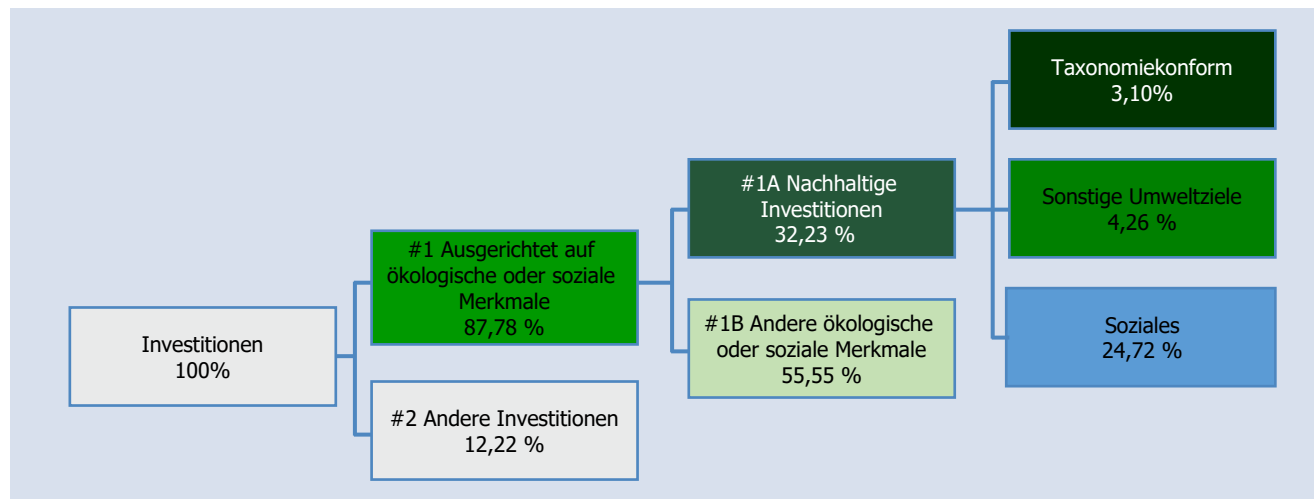 Investitionen
100%
#1 Ausgerichtet auf
ökologische oder soziale
Merkmale
87,78 %
#2 Andere Investitionen
12,22 %
#1A Nachhaltige
Investitionen
32,23 %
#1B Andere ökologische
oder soziale Merkmale
55,55 %
Taxonomiekonform
3,10%
Sonstige Umweltziele
4,26 %
Soziales
24,72 %